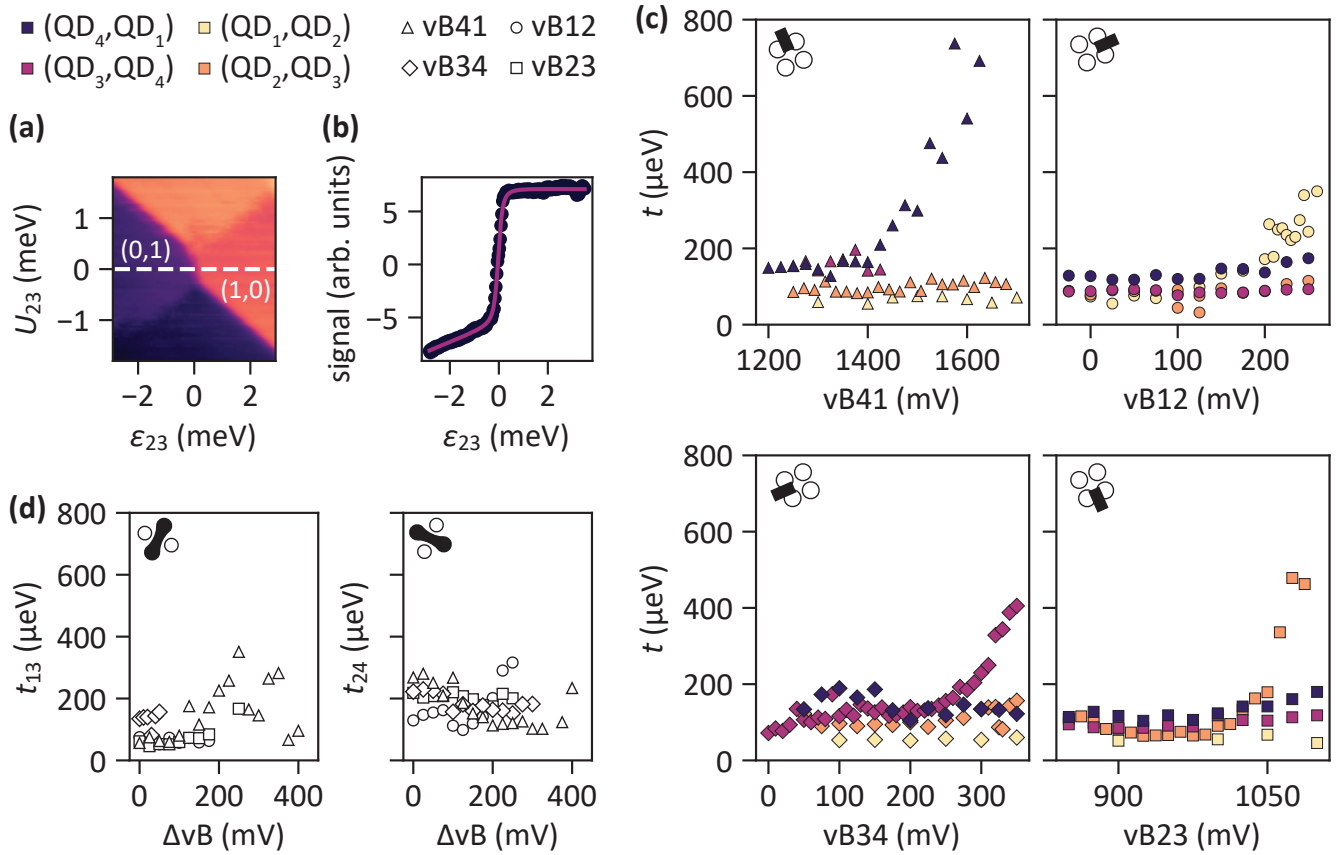 (QD4,QD1) (QD1,QD2) vB41 vB12
(QD3,QD4) (QD2,QD3) vB34 vB23
(a)
U23 (meV)
1
0
−1
(0,1)
(1,0)
−2 0 2
ε23 (meV)
(b)
signal (arb. units)
5
0
−5
−2 0 2
ε23 (meV)
(c)
t (μeV)
800
600
400
200
0
1200 1400 1600
vB41 (mV)
0 100 200
vB12 (mV)
t (μeV)
800
600
400
200
0
0 100 200 300
vB34 (mV)
900 1050
vB23 (mV)
(d)
t13 (μeV)
800
600
400
200
0
0 200 400
ΔvB (mV)
t24 (μeV)
0 200 400
ΔvB (mV)